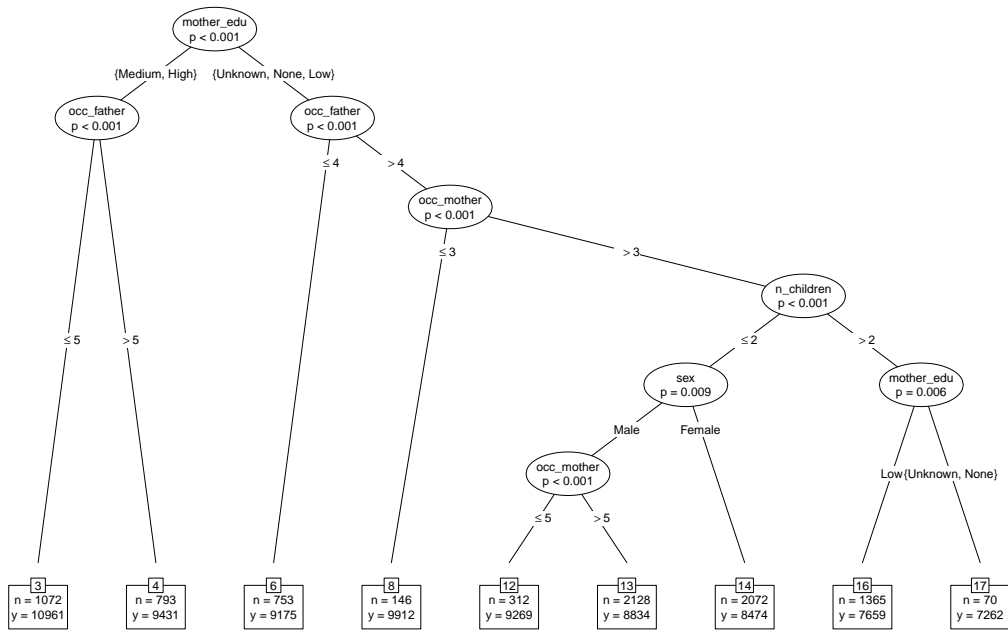 mother_edu
p < 0.001
{Medium, High}
{Unknown, None, Low}
occ_father
p < 0.001
occ_father
p < 0.001
≤ 4
> 4
occ_mother
p < 0.001
≤ 3
> 3
n_children
p < 0.001
≤ 5
> 5
≤ 2
> 2
sex
p = 0.009
mother_edu
p = 0.006
Male
Female
occ_mother
p < 0.001
Low
{Unknown, None}
≤ 5
> 5
3
n = 1072
y = 10961
4
n = 793
y = 9431
6
n = 753
y = 9175
8
n = 146
y = 9912
12
n = 312
y = 9269
13
n = 2128
y = 8834
14
n = 2072
y = 8474
16
n = 1365
y = 7659
17
n = 70
y = 7262